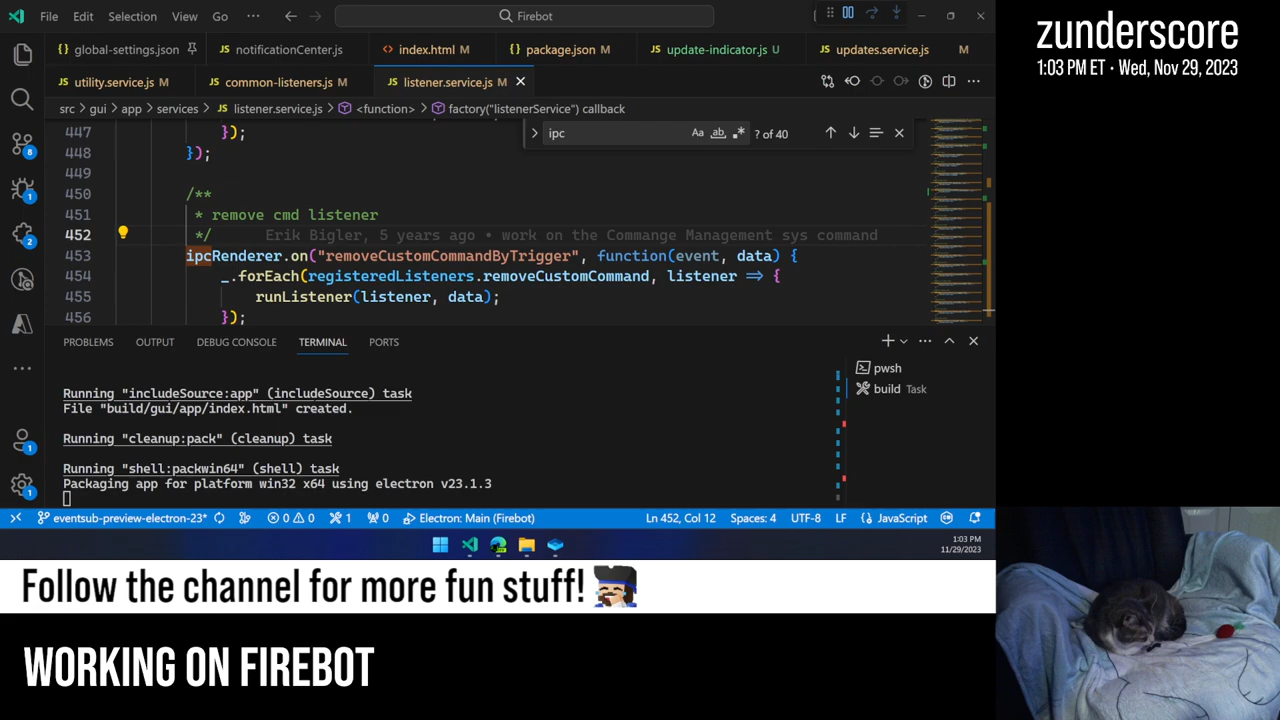 File Edit Selection View Go ··· Firebot
zunderscore
1:03 PM ET • Wed, Nov 29, 2023
global-settings.json JS notificationCenter.js <> index.html M package.json M JS update-indicator.js U JS updates.service.js M
JS utility.service.js M JS common-listeners.js M JS listener.service.js M
src > gui > app > services > JS listener.service.js > <function> > factory("listenerService") callback
ipc Aa ab ? of 40
447 });
448 });
449
450 /**
451 * remove cmd listener
452 */ Erik Bigler, 5 years ago • work on the Commange Management sys command
453 ipcRenderer.on("removeCustomCommandByTrigger", function(event, data) {
454 _.forEach(registeredListeners.removeCustomCommand, listener => {
455 runListener(listener, data);
456 });
8
1
2
PROBLEMS OUTPUT DEBUG CONSOLE TERMINAL PORTS
pwsh
build Task
Running "includeSource:app" (includeSource) task
File "build/gui/app/index.html" created.
Running "cleanup:pack" (cleanup) task
Running "shell:packwin64" (shell) task
Packaging app for platform win32 x64 using electron v23.1.3
1
1
eventsub-preview-electron-23* 0 0 1 0 Electron: Main (Firebot) Ln 452, Col 12 Spaces: 4 UTF-8 LF JavaScript
1:03 PM
11/29/2023
Follow the channel for more fun stuff!
WORKING ON FIREBOT